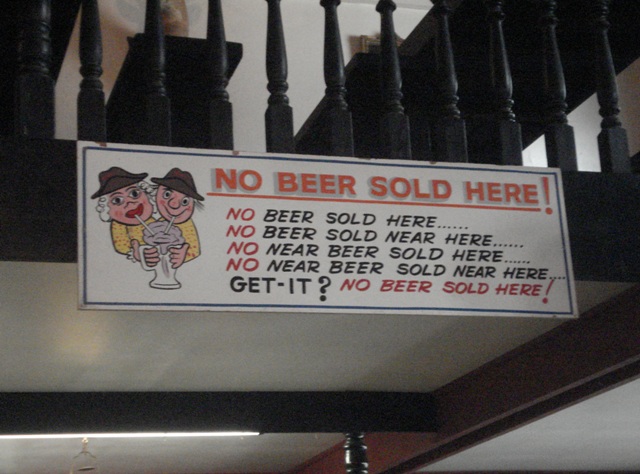 NO BEER SOLD HERE!
NO BEER SOLD HERE......
NO BEER SOLD NEAR HERE......
NO NEAR BEER SOLD HERE......
NO NEAR BEER SOLD NEAR HERE....
GET-IT? NO BEER SOLD HERE!